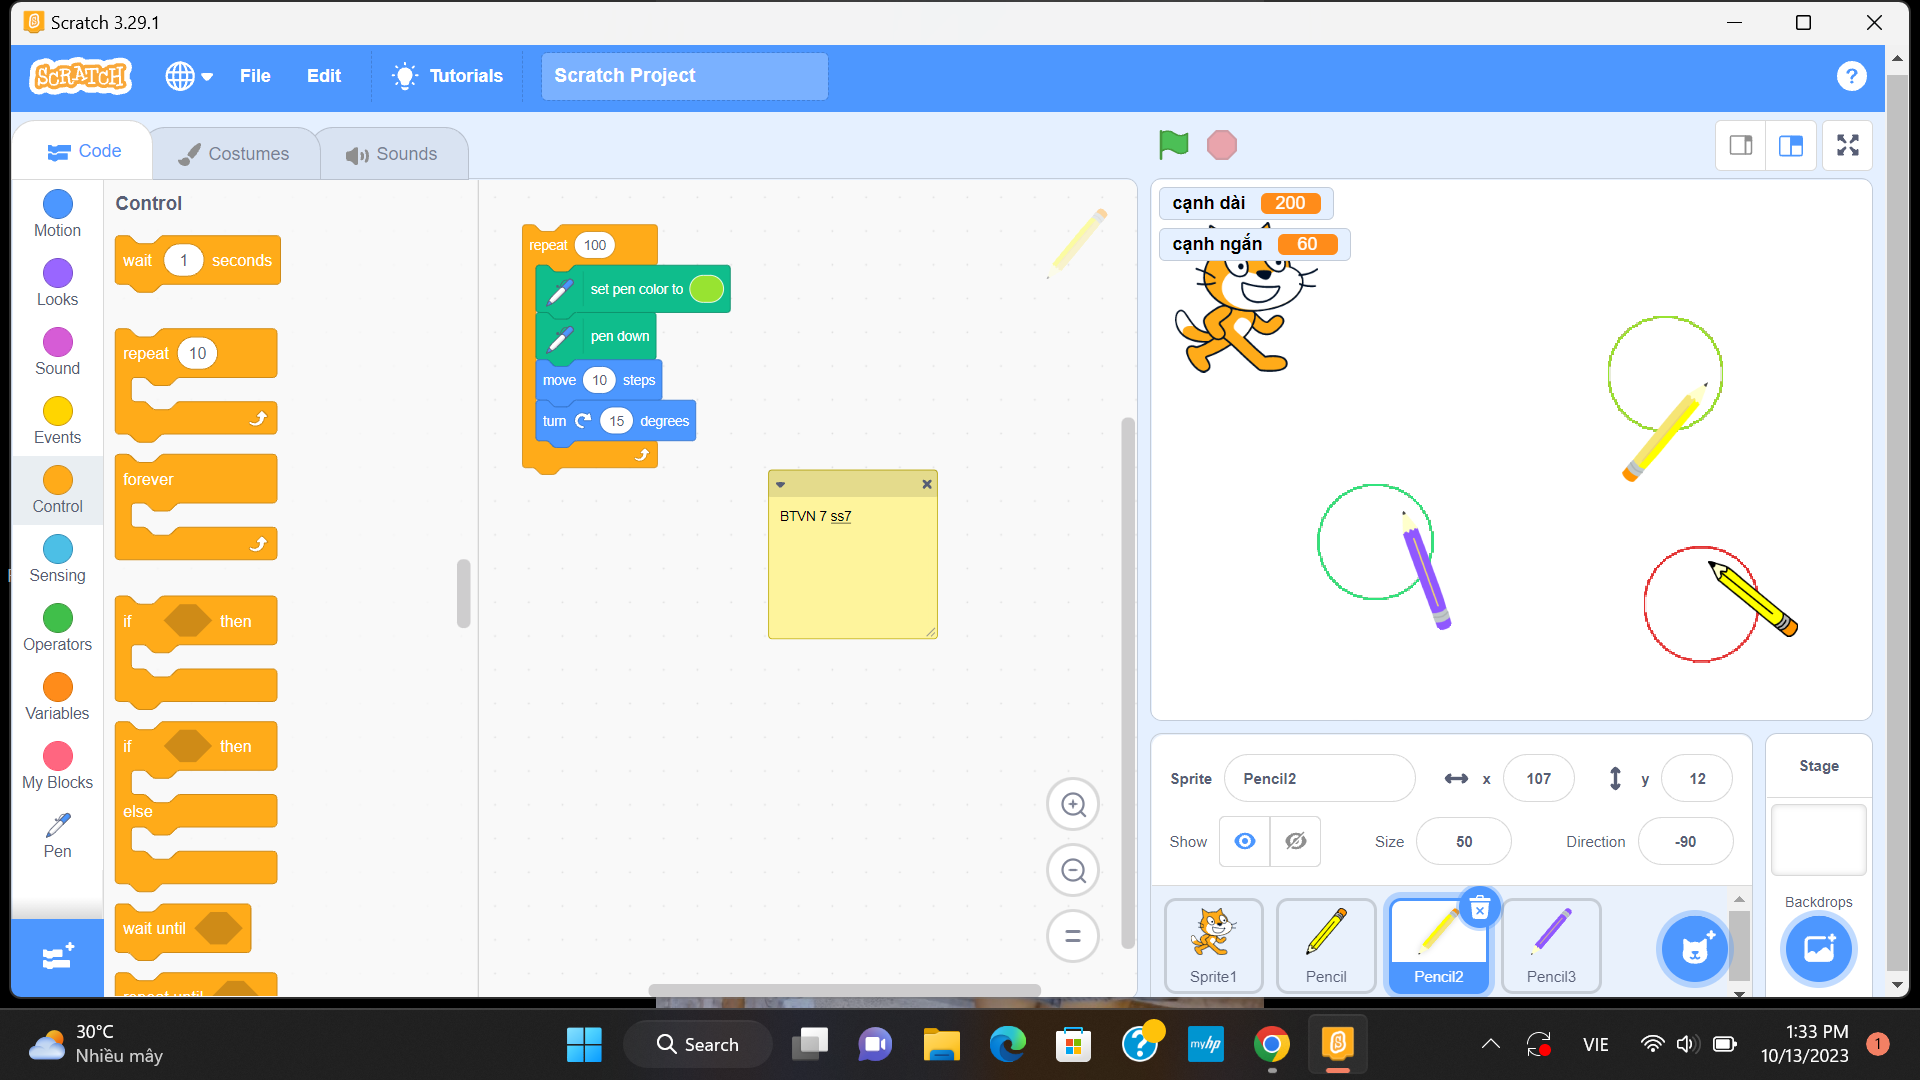 Scratch 3.29.1
SCRATCH
File
Edit
Tutorials
Scratch Project
?
Code
Costumes
Sounds
Motion
Looks
Sound
Events
Control
Sensing
Operators
Variables
My Blocks
Pen
Control
wait 1 seconds
repeat 10
forever
if then
if then
else
wait until
repeat until
repeat 100
set pen color to
pen down
move 10 steps
turn 15 degrees
BTVN 7 ss7
cạnh dài 200
cạnh ngắn 60
Sprite Pencil2 x 107 y 12
Show Size 50 Direction -90
Sprite1
Pencil
Pencil2
Pencil3
Stage
Backdrops
30°C
Nhiều mây
Search
myhp
VIE
1:33 PM
10/13/2023
1